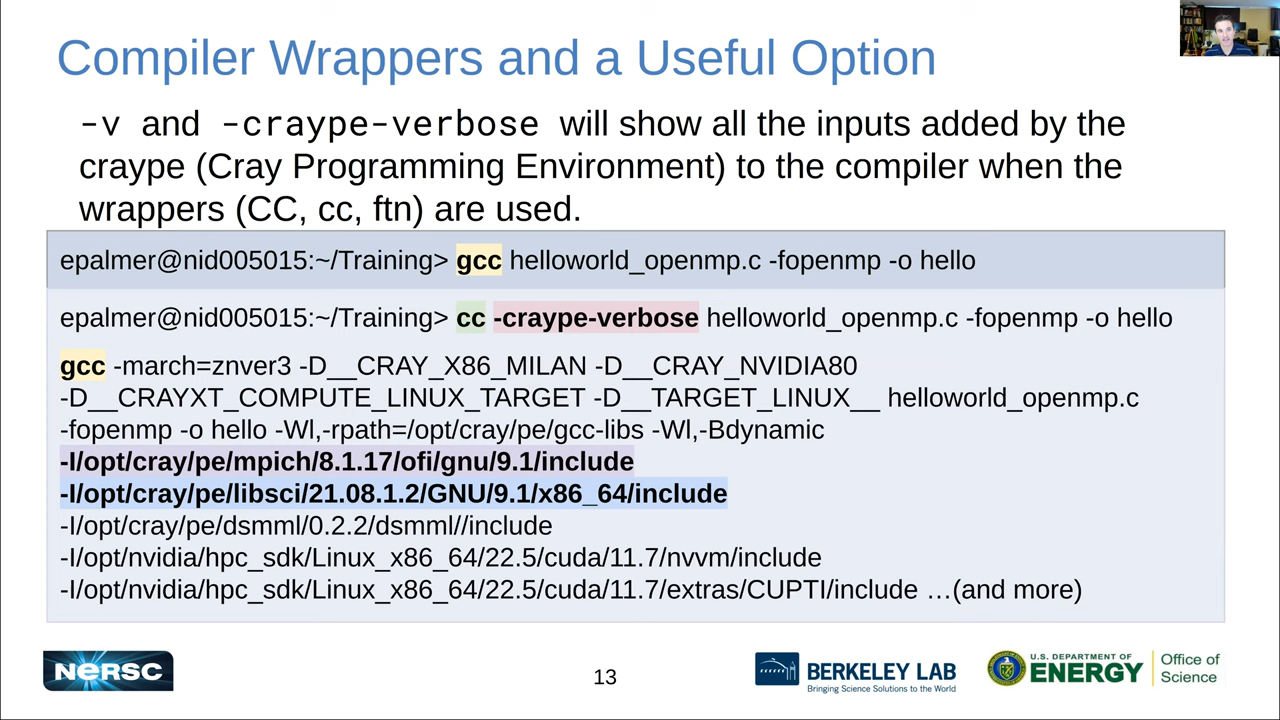 Compiler Wrappers and a Useful Option
-v and -craype-verbose will show all the inputs added by the
craype (Cray Programming Environment) to the compiler when the
wrappers (CC, cc, ftn) are used.
epalmer@nid005015:~/Training> gcc helloworld_openmp.c -fopenmp -o hello
epalmer@nid005015:~/Training> cc -craype-verbose helloworld_openmp.c -fopenmp -o hello
gcc -march=znver3 -D__CRAY_X86_MILAN -D__CRAY_NVIDIA80
-D__CRAYXT_COMPUTE_LINUX_TARGET -D__TARGET_LINUX__ helloworld_openmp.c
-fopenmp -o hello -Wl,-rpath=/opt/cray/pe/gcc-libs -Wl,-Bdynamic
-I/opt/cray/pe/mpich/8.1.17/ofi/gnu/9.1/include
-I/opt/cray/pe/libsci/21.08.1.2/GNU/9.1/x86_64/include
-I/opt/cray/pe/dsmml/0.2.2/dsmml//include
-I/opt/nvidia/hpc_sdk/Linux_x86_64/22.5/cuda/11.7/nvvm/include
-I/opt/nvidia/hpc_sdk/Linux_x86_64/22.5/cuda/11.7/extras/CUPTI/include …(and more)
NERSC
13
BERKELEY LAB
Bringing Science Solutions to the World
U.S. DEPARTMENT OF
ENERGY
Office of
Science